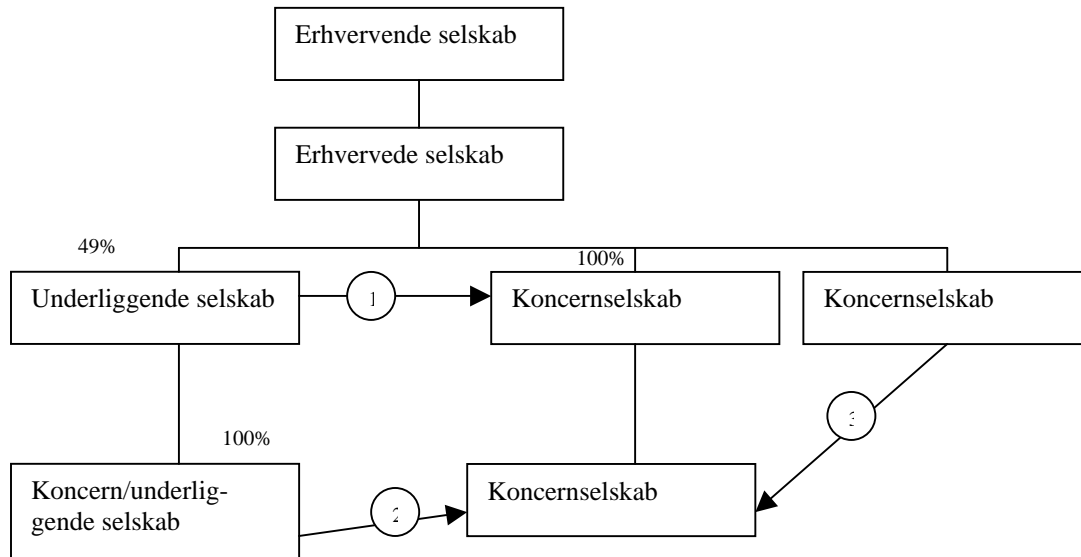 Erhvervende selskab
Erhvervede selskab
49%
100%
Underliggende selskab
1
Koncernselskab
Koncernselskab
3
100%
Koncern/underlig-
gende selskab
2
Koncernselskab